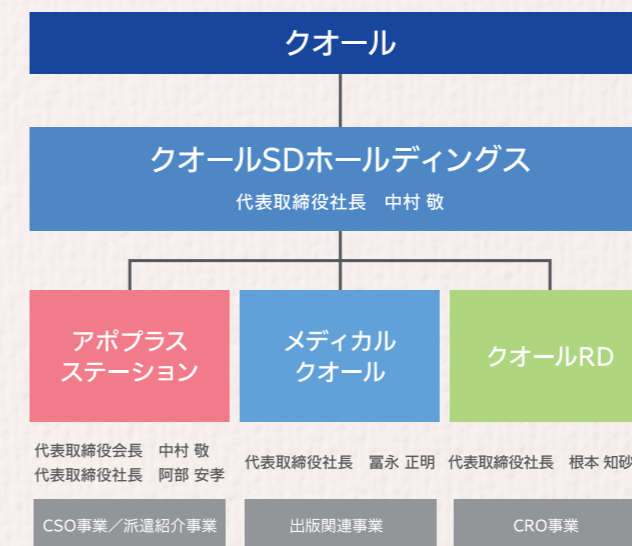 クオール
クオールSDホールディングス
代表取締役社長　中村 敬
アポプラス
ステーション
メディカル
クオール
クオールRD
代表取締役会長　中村 敬
代表取締役社長　阿部 安孝
代表取締役社長　冨永 正明
代表取締役社長　根本 知砂
CSO事業／派遣紹介事業
出版関連事業
CRO事業